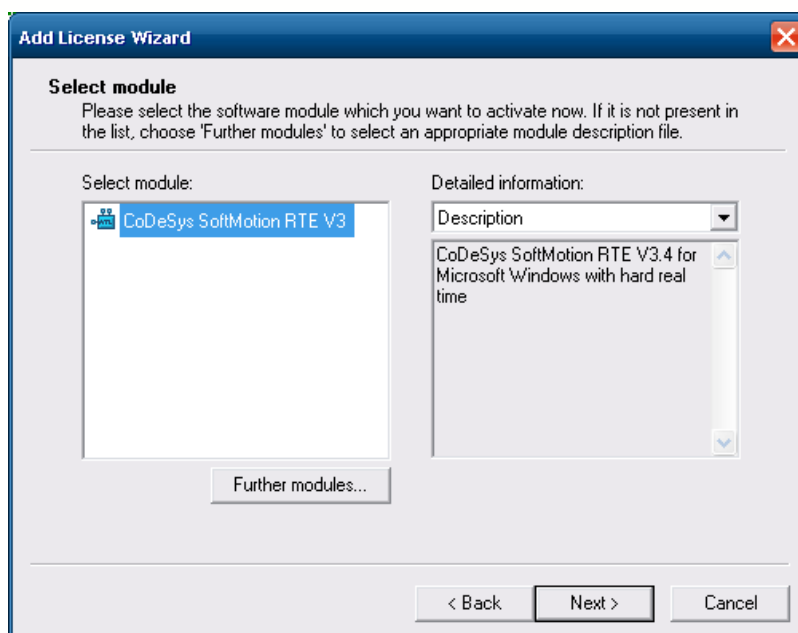 Add License Wizard
Select module
Please select the software module which you want to activate now. If it is not present in
the list, choose 'Further modules' to select an appropriate module description file.
Select module:
CoDeSys SoftMotion RTE V3
Further modules...
Detailed information:
Description
CoDeSys SoftMotion RTE V3.4 for
Microsoft Windows with hard real
time
< Back
Next >
Cancel